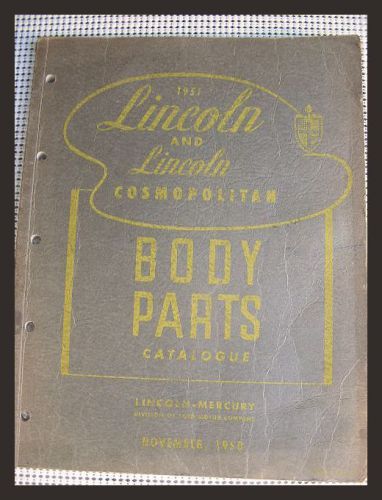 1951
Lincoln
AND
Lincoln
COSMOPOLITAN
BODY
PARTS
CATALOGUE
LINCOLN-MERCURY
DIVISION OF FORD MOTOR COMPANY
NOVEMBER, 1950